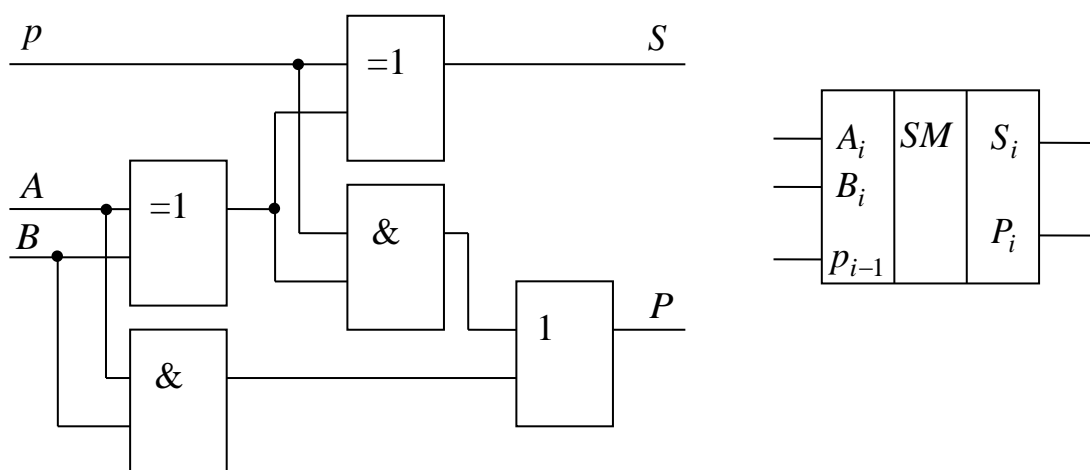 p
=1
S
A
=1
B
&
&
1
P
A_i
SM
S_i
B_i
P_i
p_{i−1}